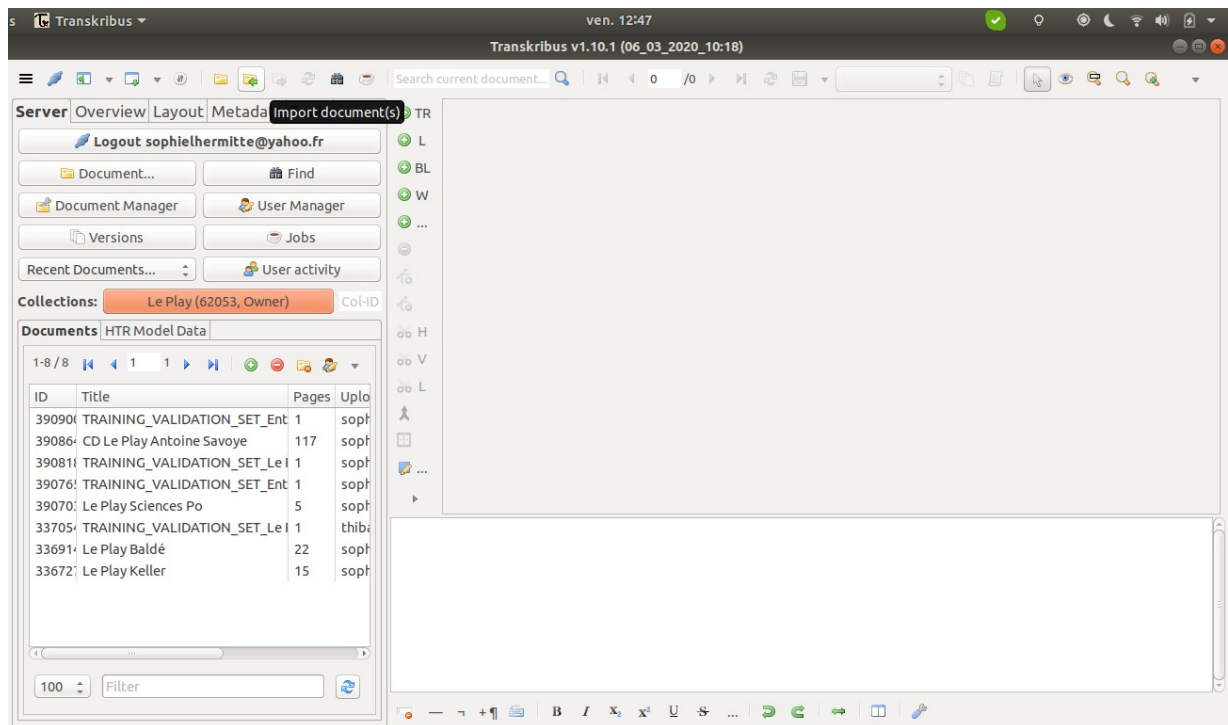 s Transkribus ven. 12:47
Transkribus v1.10.1 (06_03_2020_10:18)
Search current document... 0 /0
Server Overview Layout Metada Import document(s) TR
Logout sophielhermitte@yahoo.fr L
Document... Find BL
Document Manager User Manager W
Versions Jobs ...
Recent Documents... User activity
Collections: Le Play (62053, Owner) Col-ID
Documents HTR Model Data H
1-8 / 8 1 1 V
L
ID Title Pages Uplo
39090 TRAINING_VALIDATION_SET_Ent 1 soph
39086 CD Le Play Antoine Savoye 117 soph
39081 TRAINING_VALIDATION_SET_Le 1 soph
39076 TRAINING_VALIDATION_SET_Ent 1 soph
...
39070 Le Play Sciences Po 5 soph
33705 TRAINING_VALIDATION_SET_Le 1 thiba
33691 Le Play Baldé 22 soph
33672 Le Play Keller 15 soph
100 Filter
— ¬ +¶ B I X₂ X² U S ...